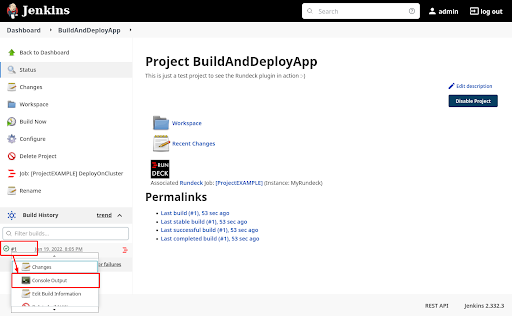 Jenkins
Search
admin
log out
Dashboard
BuildAndDeployApp
Back to Dashboard
Status
Changes
Workspace
Build Now
Configure
Delete Project
Job: [ProjectEXAMPLE] DeployOnCluster
Rename
Build History
trend
Filter builds...
#1
19, 2022, 8:05 PM
for failures
Changes
Console Output
Edit Build Information
Project BuildAndDeployApp
This is just a test project to see the Rundeck plugin in action :-)
Edit description
Disable Project
Workspace
Recent Changes
RUN
DECK
Associated Rundeck Job: [ProjectEXAMPLE] (Instance: MyRundeck)
Permalinks
Last build (#1), 53 sec ago
Last stable build (#1), 53 sec ago
Last successful build (#1), 53 sec ago
Last completed build (#1), 53 sec ago
REST API
Jenkins 2.332.3